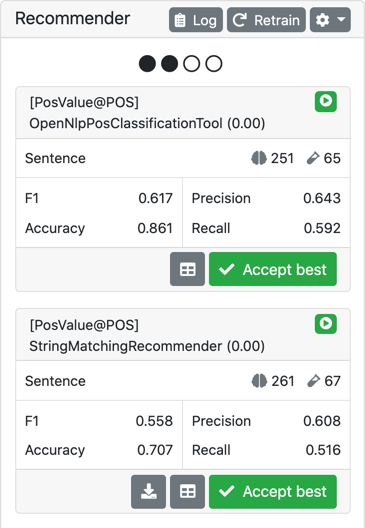 Recommender Log Retrain
[PosValue@POS]
OpenNlpPosClassificationTool (0.00)
Sentence 251 65
F1 0.617 Precision 0.643
Accuracy 0.861 Recall 0.592
Accept best
[PosValue@POS]
StringMatchingRecommender (0.00)
Sentence 261 67
F1 0.558 Precision 0.608
Accuracy 0.707 Recall 0.516
Accept best